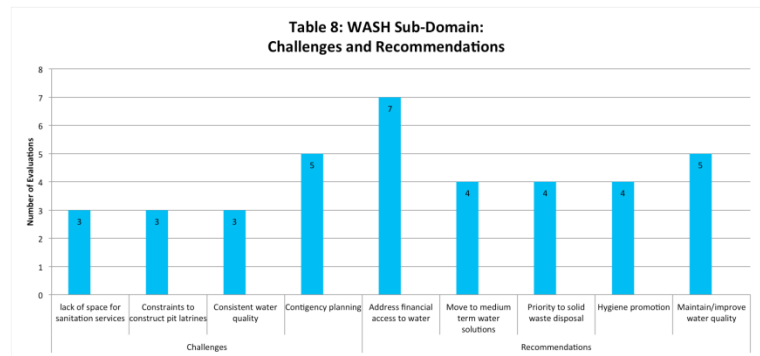 Table 8: WASH Sub-Domain:
Challenges and Recommendations
Number of Evaluations
8
7
6
5
4
3
2
1
0
3
3
3
5
7
4
4
4
5
lack of space for
sanitation services
Constraints to
construct pit latrines
Consistent water
quality
Contigency planning
Address financial
access to water
Move to medium
term water
solutions
Priority to solid
waste disposal
Hygiene promotion
Maintain/improve
water quality
Challenges
Recommendations